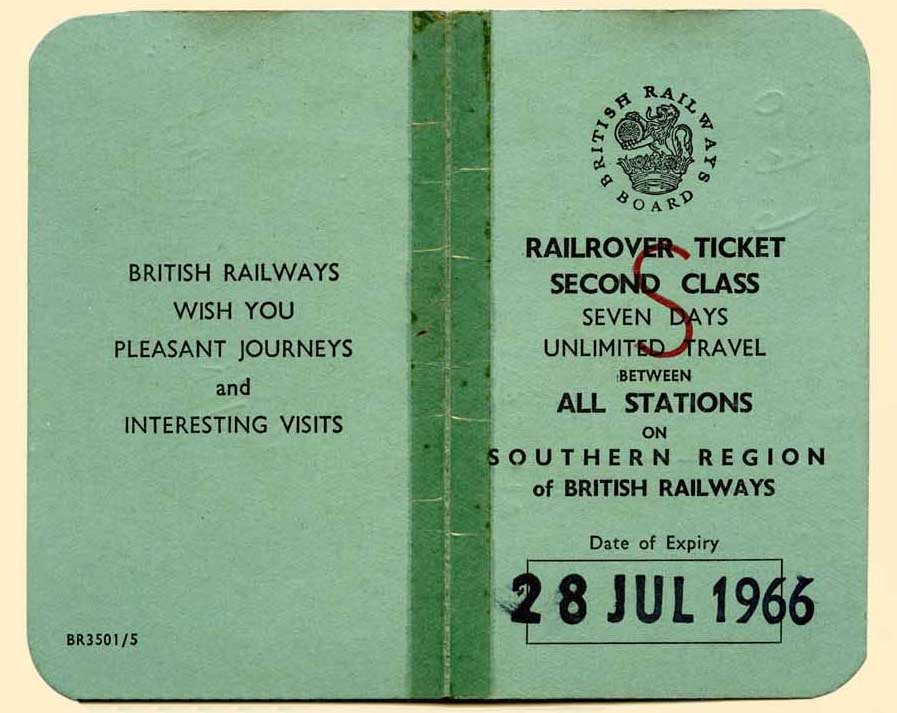 BRITISH RAILWAYS
WISH YOU
PLEASANT JOURNEYS
and
INTERESTING VISITS
BR3501/5
BRITISH RAILWAYS BOARD
RAILROVER TICKET
SECOND CLASS
S
SEVEN DAYS
UNLIMITED TRAVEL
BETWEEN
ALL STATIONS
ON
SOUTHERN REGION
of BRITISH RAILWAYS
Date of Expiry
28 JUL 1966